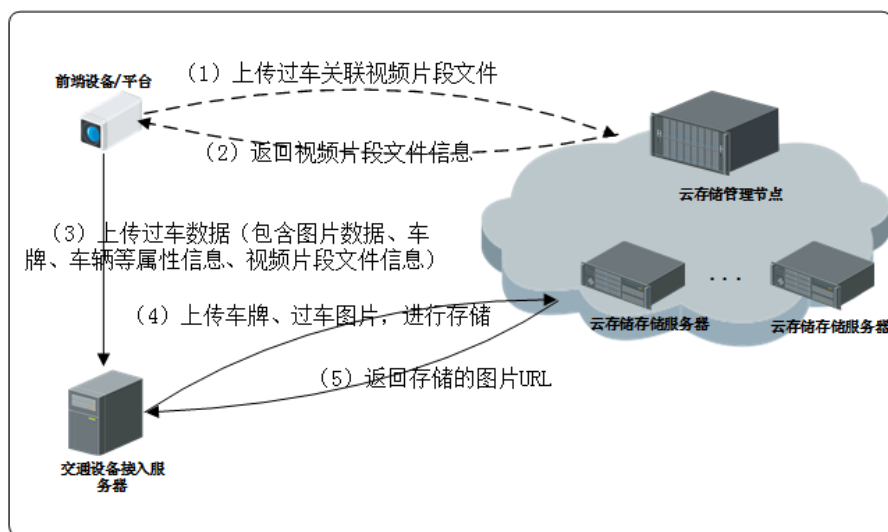 前端设备/平台
（1）上传过车关联视频片段文件
（2）返回视频片段文件信息
云存储管理节点
（3）上传过车数据（包含图片数据、车
牌、车辆等属性信息、视频片段文件信息）
...
（4）上传车牌、过车图片，进行存储
云存储存储服务器
云存储存储服务器
（5）返回存储的图片URL
交通设备接入服
务器